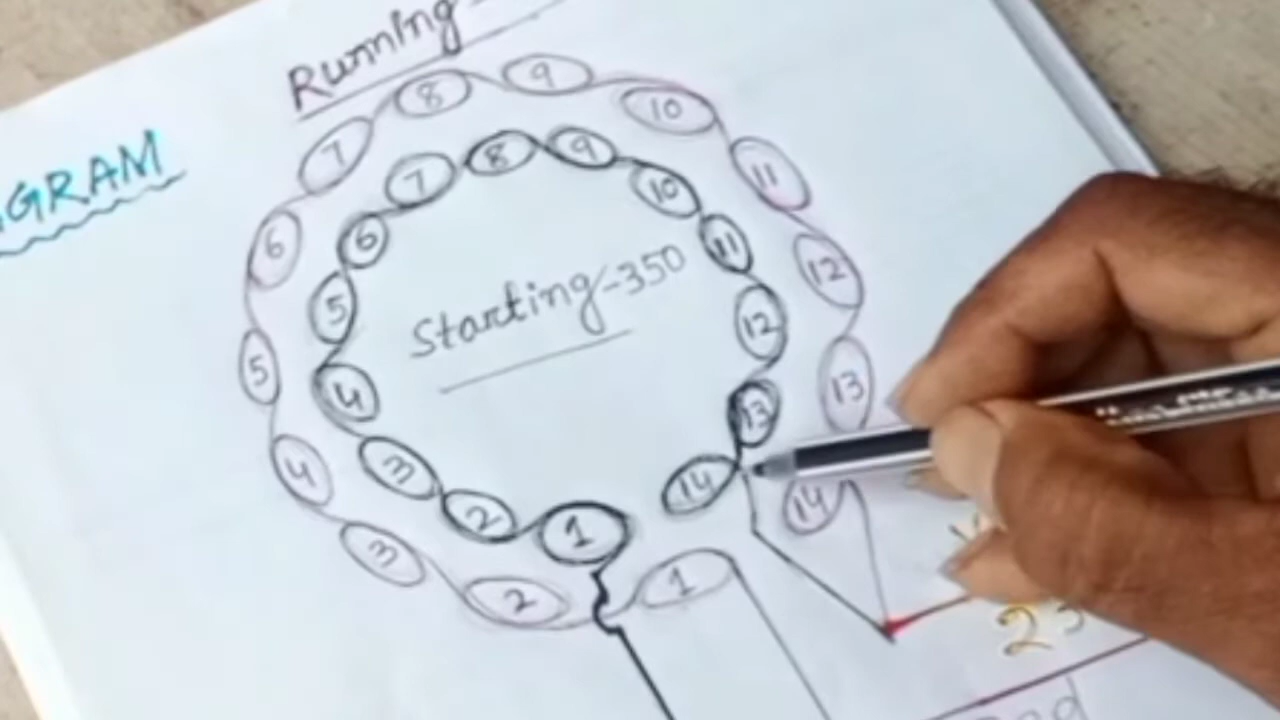 Running-
GRAM
8 9 10 11 12 13 14
7 6 5 4 3 2 1
8 9 10 11 12 13 14
7 6 5 4 3 2 1
Starting-350